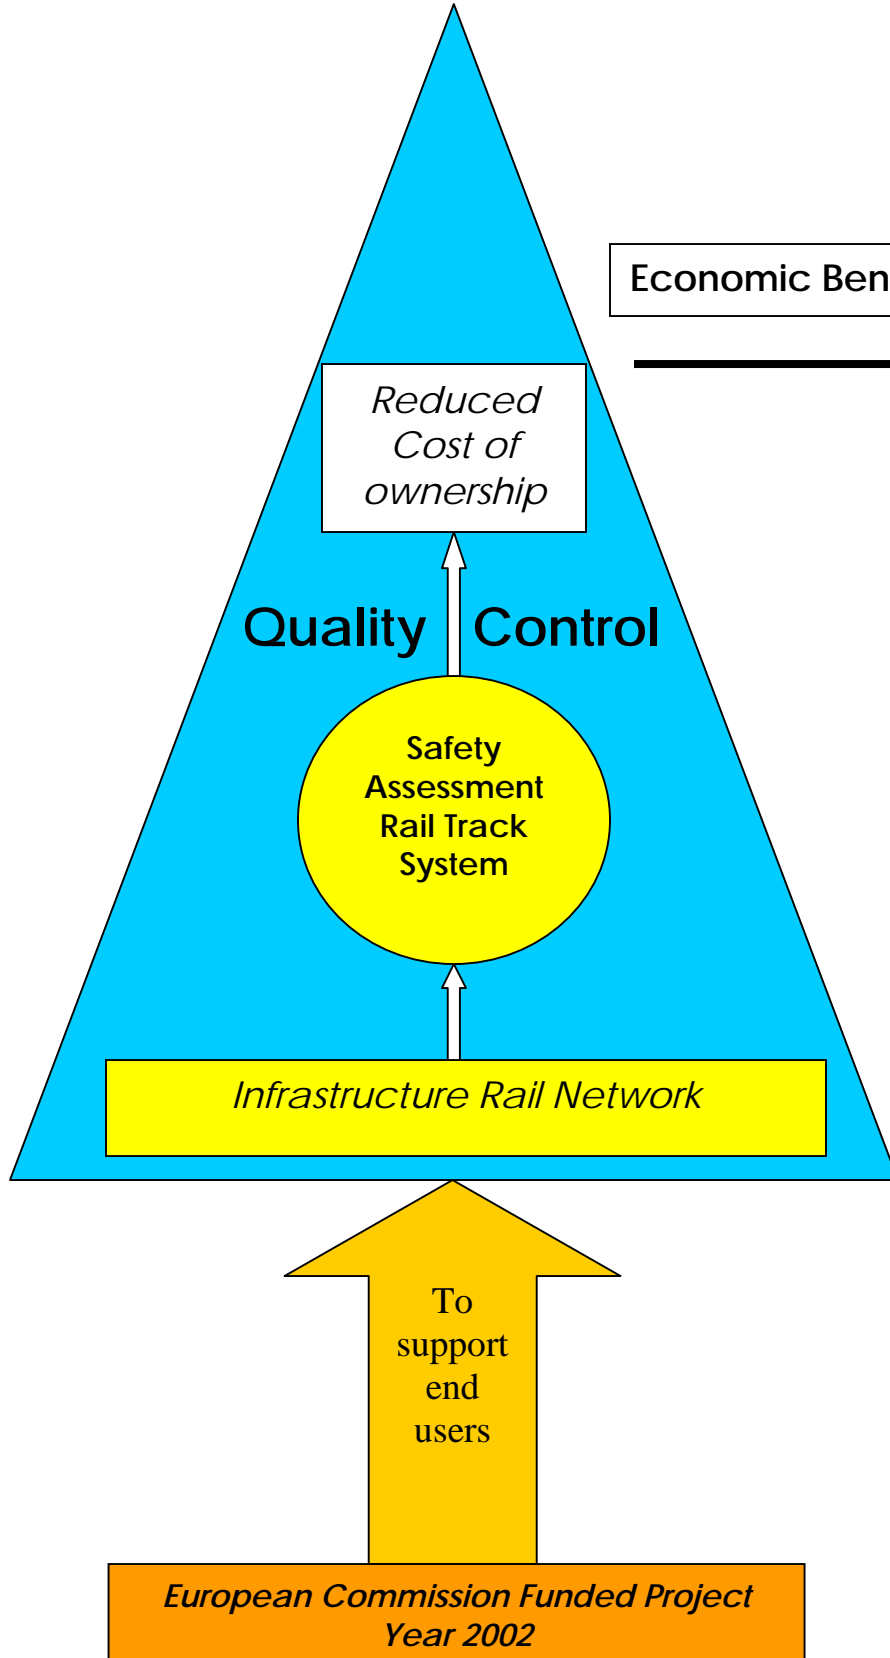 Economic Ben
Reduced
Cost of
ownership
Quality Control
Safety
Assessment
Rail Track
System
Infrastructure Rail Network
To
support
end
users
European Commission Funded Project
Year 2002